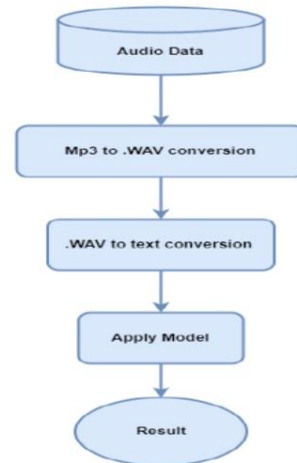 Audio Data
Mp3 to .WAV conversion
.WAV to text conversion
Apply Model
Result